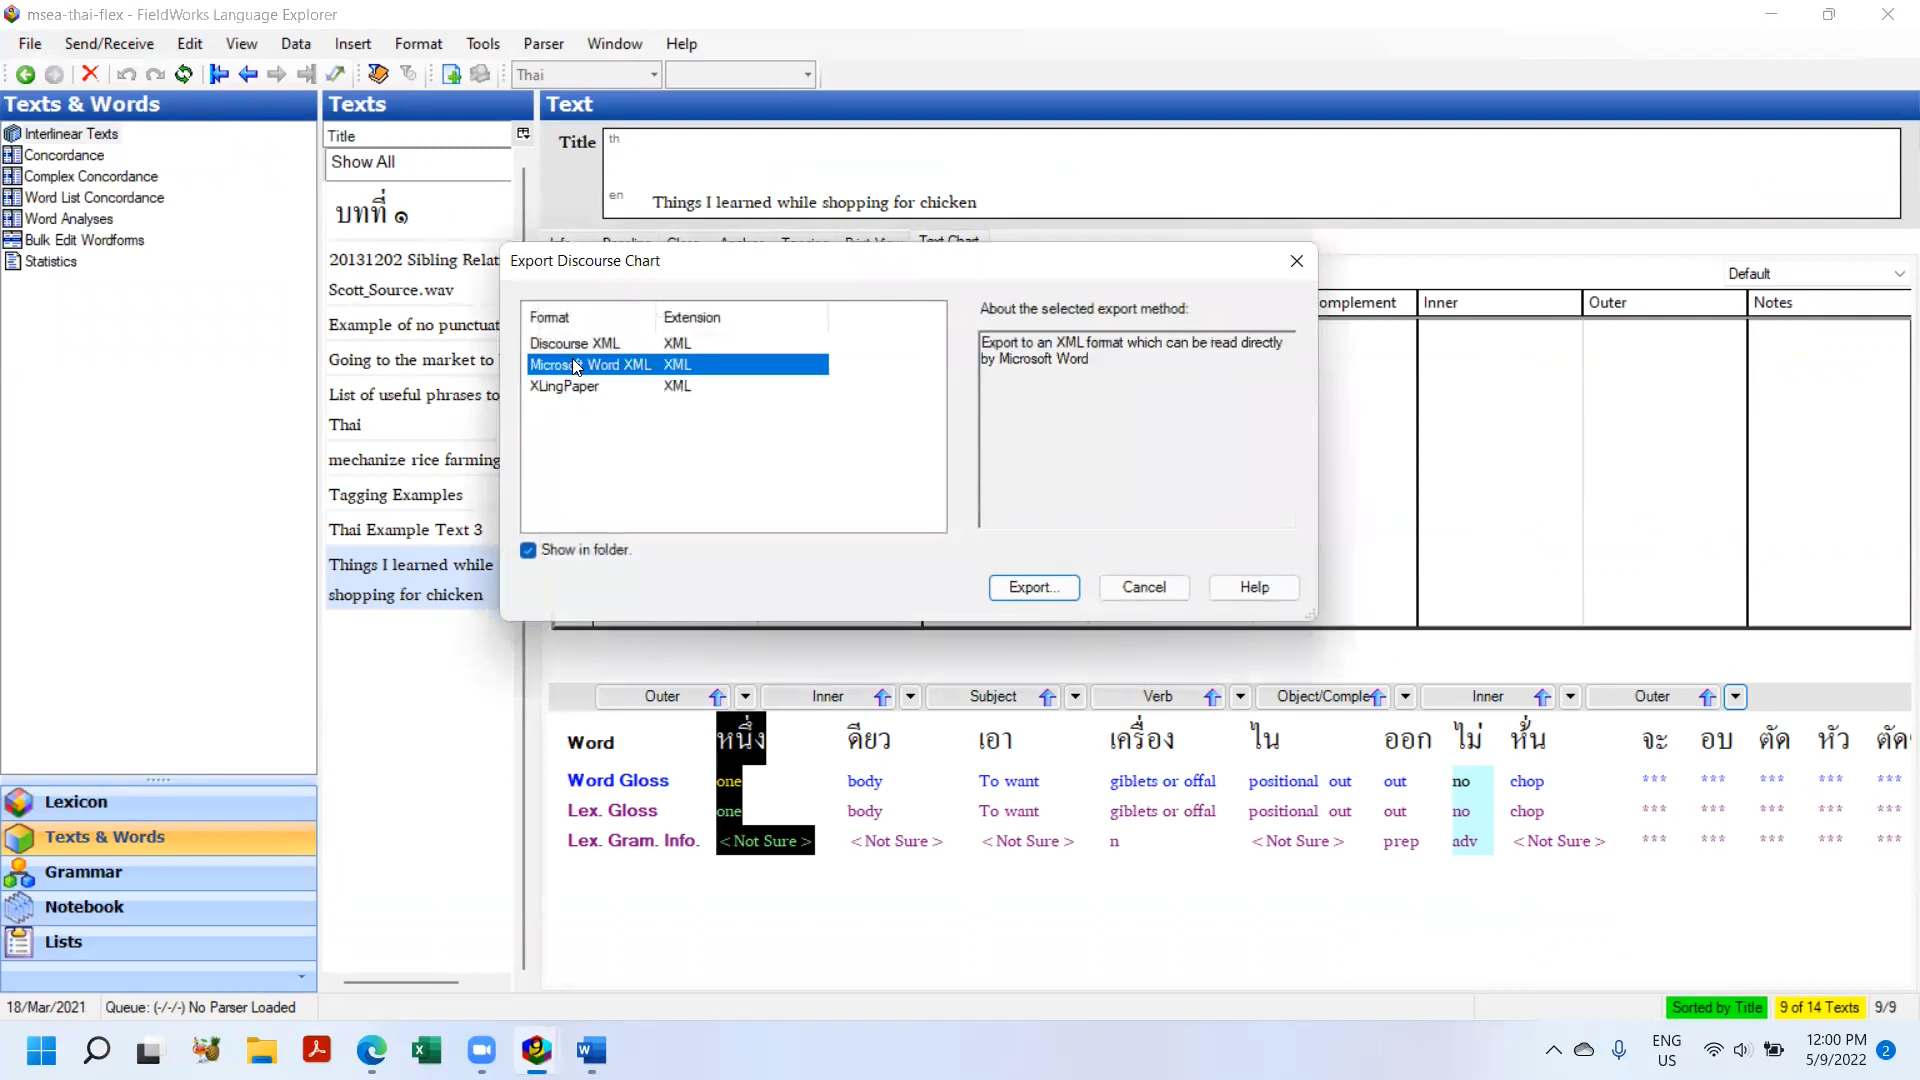 msea-thai-flex - FieldWorks Language Explorer
File Send/Receive Edit View Data Insert Format Tools Parser Window Help
Thai
Texts & Words
Interlinear Texts
Concordance
Complex Concordance
Word List Concordance
Word Analyses
Bulk Edit Wordforms
Statistics
Lexicon
Texts & Words
Grammar
Notebook
Lists
Texts
Title
Show All
บทที่ ๑
20131202 Sibling Relat
Scott_Source.wav
Example of no punctuat
Going to the market to
List of useful phrases to
Thai
mechanize rice farming
Tagging Examples
Thai Example Text 3
Things I learned while
shopping for chicken
Text
Title
th
en Things I learned while shopping for chicken
Text Chart
Default
omplement Inner Outer Notes
Export Discourse Chart
Format Extension
Discourse XML XML
Microsoft Word XML XML
XLingPaper XML
About the selected export method:
Export to an XML format which can be read directly
by Microsoft Word
Show in folder.
Export... Cancel Help
Outer Inner Subject Verb Object/Comple Inner Outer
Word หนึ่ง ดียว เอา เครื่อง ใน ออก ไม่ หั้น จะ อบ ตัด หัว ตัด
Word Gloss one body To want giblets or offal positional out out no chop *** *** *** *** ***
Lex. Gloss one body To want giblets or offal positional out out no chop *** *** *** *** ***
Lex. Gram. Info. <Not Sure> <Not Sure> <Not Sure> n <Not Sure> prep adv <Not Sure> *** *** *** *** ***
18/Mar/2021 Queue: (-/-/-) No Parser Loaded Sorted by Title 9 of 14 Texts 9/9
ENG
US
12:00 PM
5/9/2022
2